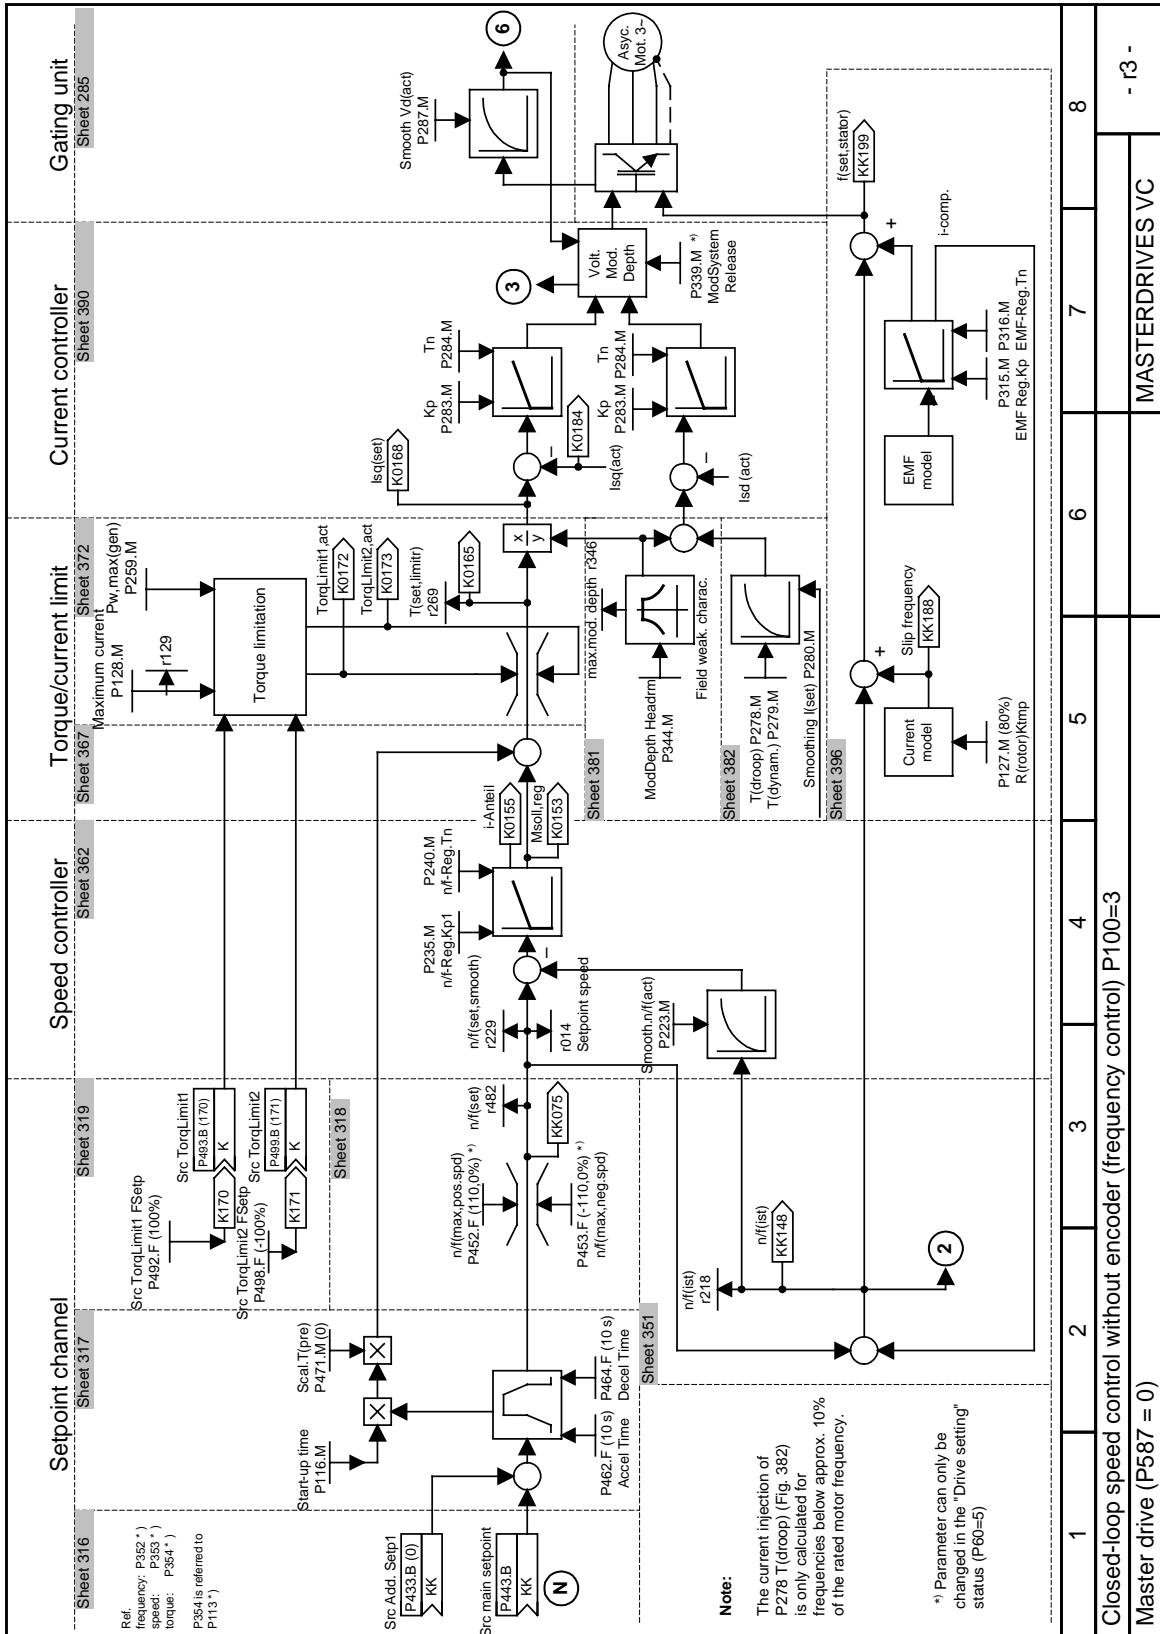 Setpoint channel
Speed controller
Torque/current limit
Current controller
Gating unit
Sheet 316
Sheet 317
Sheet 319
Sheet 362
Sheet 367
Sheet 372
Sheet 390
Sheet 285
Ref.
frequency: P352 *)
speed: P353 *)
torque: P354 *)
P354 is referred to
P113 *)
Src TorqLimit1 FSetp
P492.F (100%)
K170
Src TorqLimit1
P493.B (170)
K
Src TorqLimit2 FSetp
P498.F (-100%)
K171
Src TorqLimit2
P499.B (171)
K
Sheet 318
Maximum current
P128.M
r129
Pw,max(gen)
P259.M
Torque limitation
TorqLimit1,act
K0172
TorqLImit2,act
K0173
T(set,limitr)
r269
K0165
Start-up time
P116.M
Scal.T(pre)
P471.M (0)
Src Add. Setp1
P433.B (0)
KK
Src main setpoint
P443.B
KK
N
P462.F (10 s)
Accel Time
P464.F (10 s)
Decel Time
n/f(max,pos.spd)
P452.F (110,0%) *)
P453.F (-110,0%) *)
n/f(max,neg.spd)
n/f(set)
r482
KK075
n/f(set,smooth)
r229
r014
Setpoint speed
P235.M
n/f-Reg.Kp1
P240.M
n/f-Reg.Tn
i-Anteil
K0155
Msoll,reg
K0153
–
x
y
Isq(set)
K0168
Kp
P283.M
Tn
P284.M
–
K0184
Isq(act)
3
Volt.
Mod.
Depth
P339.M *)
ModSystem
Release
Smooth Vd(act)
P287.M
6
Asyc.
Mot. 3~
Kp
P283.M
Tn
P284.M
–
Isd (act)
Sheet 381
max.mod. depth r346
ModDepth Headrm
P344.M
Field weak. charac.
Sheet 382
T(droop) P278.M
T(dynam.) P279.M
Smoothing I(set) P280.M
Sheet 396
Smooth.n/f(act)
P223.M
Sheet 351
n/f(ist)
r218
n/f(ist)
KK148
2
Slip frequency
KK188
+
Current
model
P127.M (80%)
R(rotor)Ktmp
EMF
model
P315.M
EMF Reg.Kp
P316.M
EMF-Reg.Tn
i-comp.
+
+
f(set,stator)
KK199
Note:
The current injection of
P278 T(droop) (Fig. 382)
is only calculated for
frequencies below approx. 10%
of the rated motor frequency.
*) Parameter can only be
changed in the "Drive setting"
status (P60=5)
1
2
3
4
5
6
7
8
Closed-loop speed control without encoder (frequency control) P100=3
Master drive (P587 = 0)
MASTERDRIVES VC
- r3 -